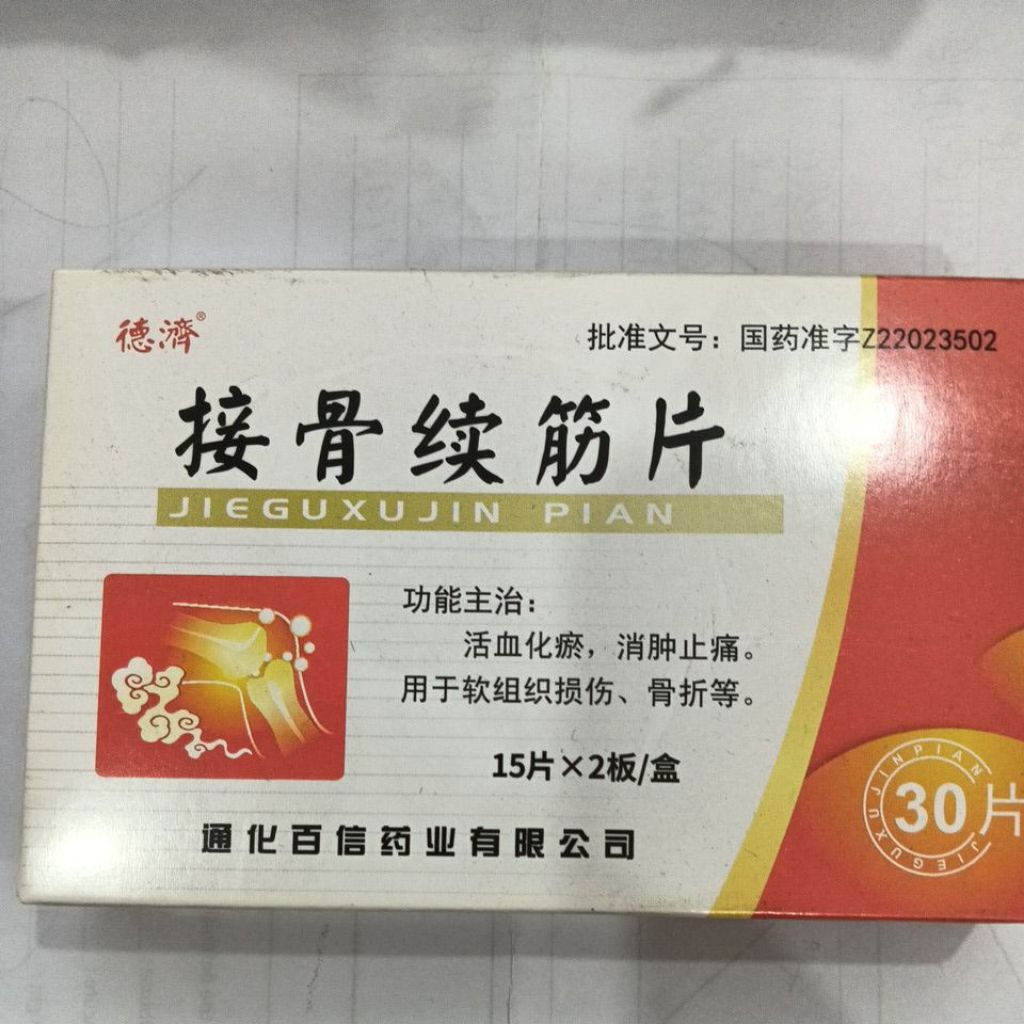 德濟®
批准文号：国药准字Z22023502
接骨续筋片
JIEGUXUJIN PIAN
功能主治：
活血化瘀，消肿止痛。
用于软组织损伤、骨折等。
15片×2板/盒
通化百信药业有限公司
JIEGUXUJINPIAN
30片